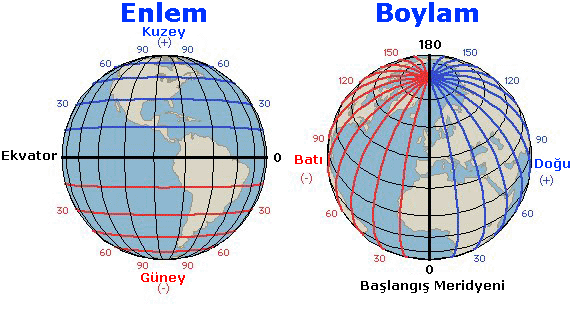 Enlem
Kuzey
(+)
90 90
60 60
30 30
Ekvator 0
30 30
60 60
90 90
Güney
(-)
Boylam
180
150 150
120 120
90 90
Batı
(-)
Doğu
(+)
60 60
30 30
0
Başlangış Meridyeni